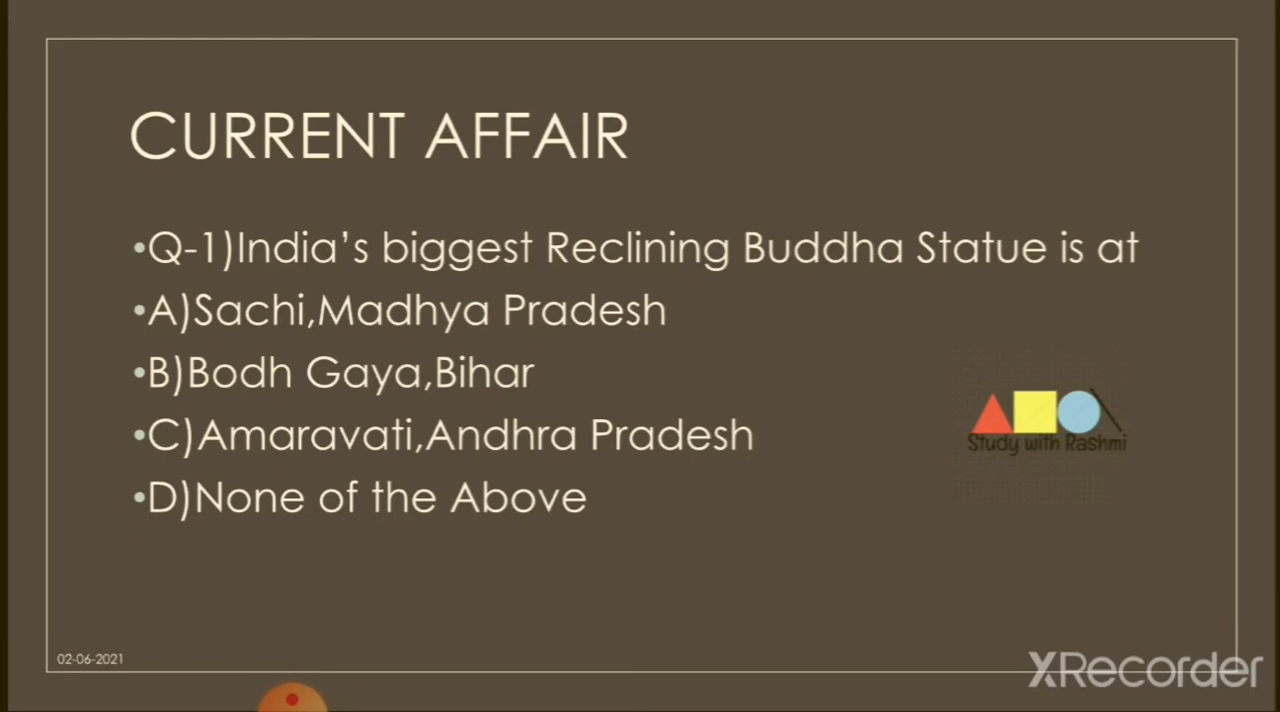 CURRENT AFFAIR
•Q-1)India’s biggest Reclining Buddha Statue is at
•A)Sachi,Madhya Pradesh
•B)Bodh Gaya,Bihar
•C)Amaravati,Andhra Pradesh
•D)None of the Above
Study with Rashmi
02-06-2021
XRecorder